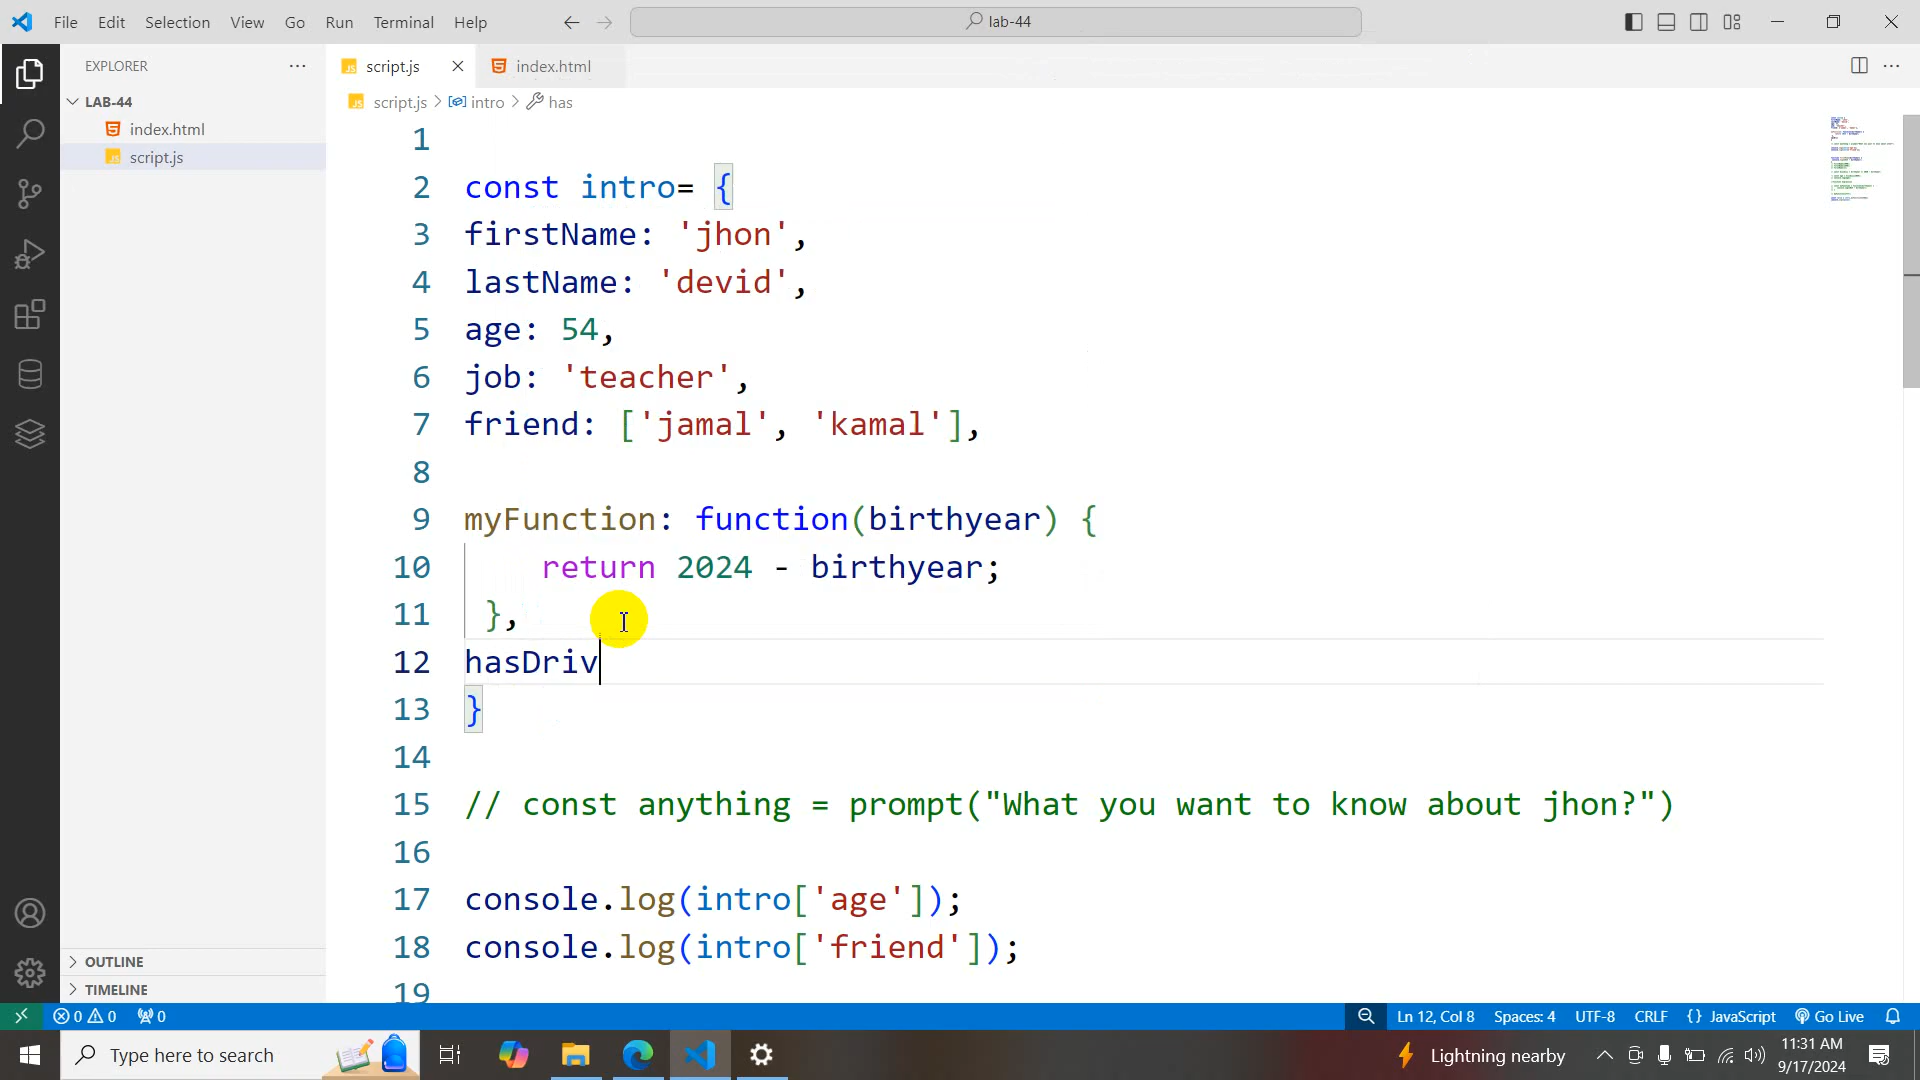 File Edit Selection View Go Run Terminal Help lab-44
EXPLORER
script.js index.html
LAB-44
script.js intro has
index.html
script.js
1
2 const intro= {
3 firstName: 'jhon',
4 lastName: 'devid',
5 age: 54,
6 job: 'teacher',
7 friend: ['jamal', 'kamal'],
8
9 myFunction: function(birthyear) {
10 return 2024 - birthyear;
11 },
12 hasDriv
13 }
14
15 // const anything = prompt("What you want to know about jhon?")
16
17 console.log(intro['age']);
18 console.log(intro['friend']);
19
OUTLINE
TIMELINE
0 0 0 Ln 12, Col 8 Spaces: 4 UTF-8 CRLF {} JavaScript Go Live
Type here to search Lightning nearby 11:31 AM
9/17/2024